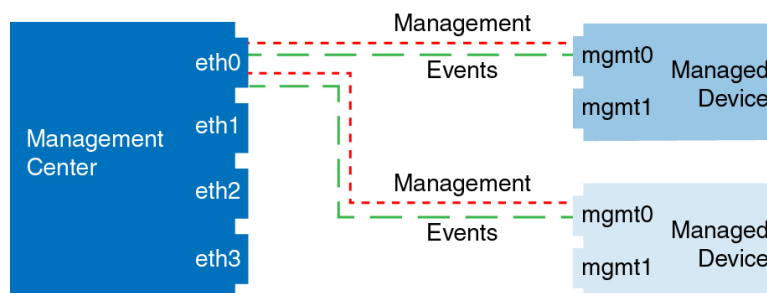 Management
Center
eth0
eth1
eth2
eth3
Management
Events
mgmt0
mgmt1
Managed
Device
Management
Events
mgmt0
mgmt1
Managed
Device